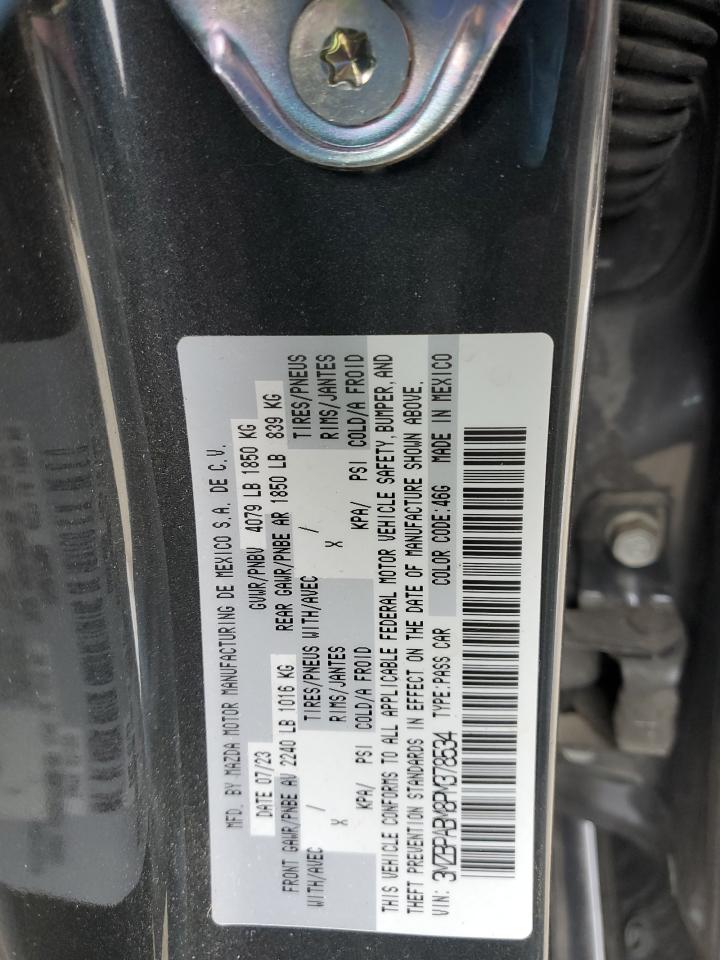 MFD. BY MAZDA MOTOR MANUFACTURING DE MEXICO S.A. DE C.V.
DATE 07/23 GVWR/PNBV 4079 LB 1850 KG
FRONT GAWR/PNBE AV 2240 LB 1016 KG REAR GAWR/PNBE AR 1850 LB 839 KG
WITH/AVEC / TIRES/PNEUS WITH/AVEC / TIRES/PNEUS
X RIMS/JANTES X RIMS/JANTES
KPA/ PSI COLD/A FROID KPA/ PSI COLD/A FROID
THIS VEHICLE CONFORMS TO ALL APPLICABLE FEDERAL MOTOR VEHICLE SAFETY, BUMPER, AND
THEFT PREVENTION STANDARDS IN EFFECT ON THE DATE OF MANUFACTURE SHOWN ABOVE.
VIN: 3MZBPABM8PM378534 TYPE:PASS CAR COLOR CODE:46G MADE IN MEXICO